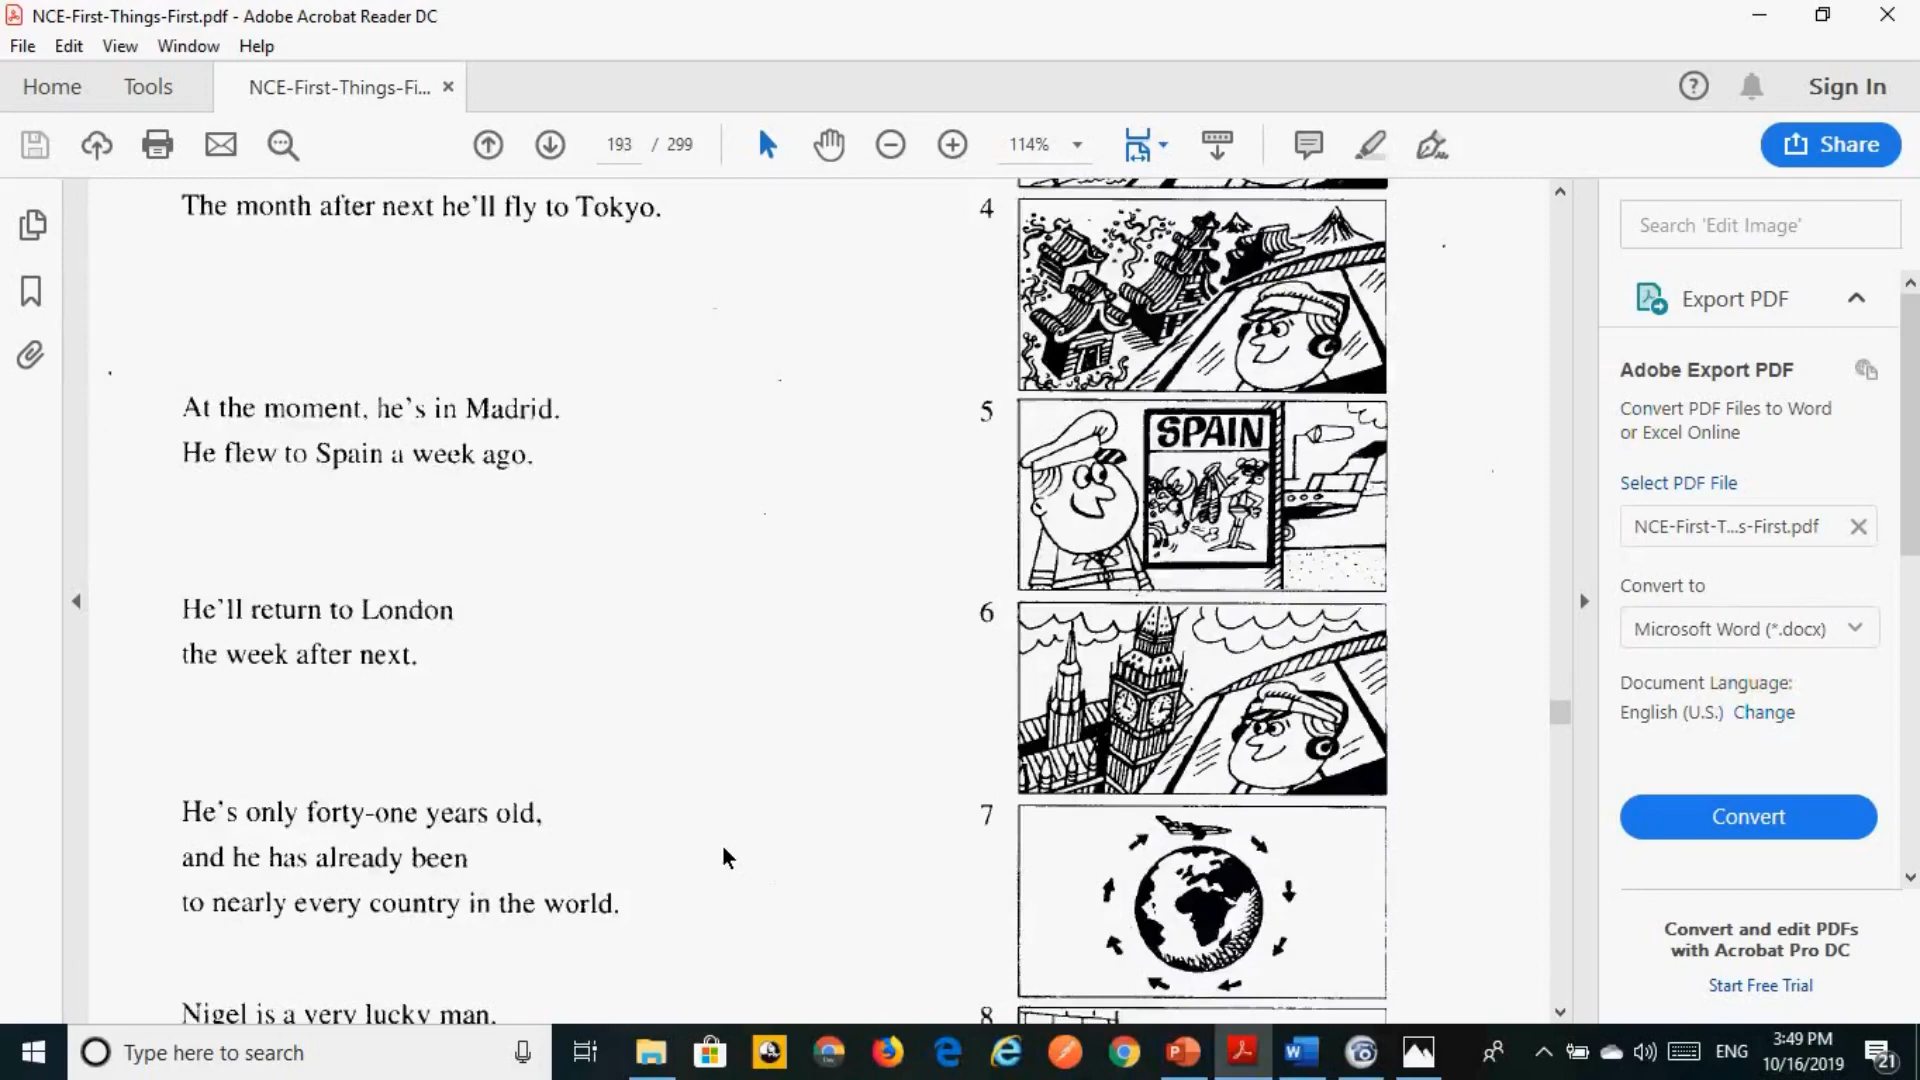 NCE-First-Things-First.pdf - Adobe Acrobat Reader DC
File Edit View Window Help
Home Tools NCE-First-Things-Fi... Sign In
193 / 299 114% Share
The month after next he'll fly to Tokyo. 4
At the moment, he's in Madrid. 5
He flew to Spain a week ago.
SPAIN
He'll return to London 6
the week after next.
He's only forty-one years old, 7
and he has already been
to nearly every country in the world.
Nigel is a very lucky man. 8
Search 'Edit Image'
Export PDF
Adobe Export PDF
Convert PDF Files to Word
or Excel Online
Select PDF File
NCE-First-T...s-First.pdf
Convert to
Microsoft Word (*.docx)
Document Language:
English (U.S.) Change
Convert
Convert and edit PDFs
with Acrobat Pro DC
Start Free Trial
Type here to search
ENG
3:49 PM
10/16/2019
21